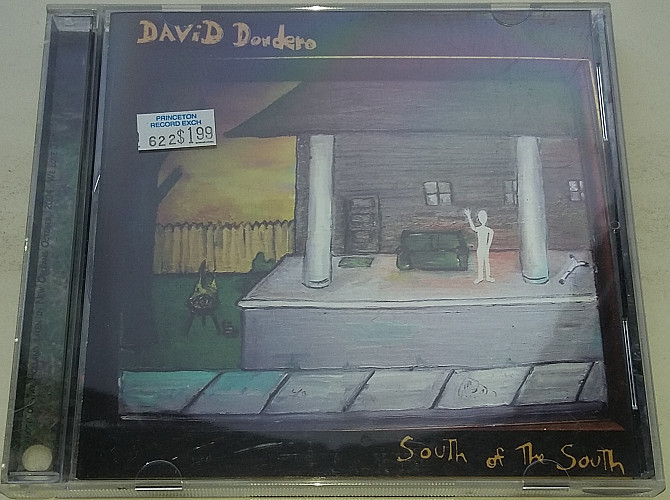 DAViD Dondero
PRINCETON
RECORD EXCH
622$1.99
South of The South